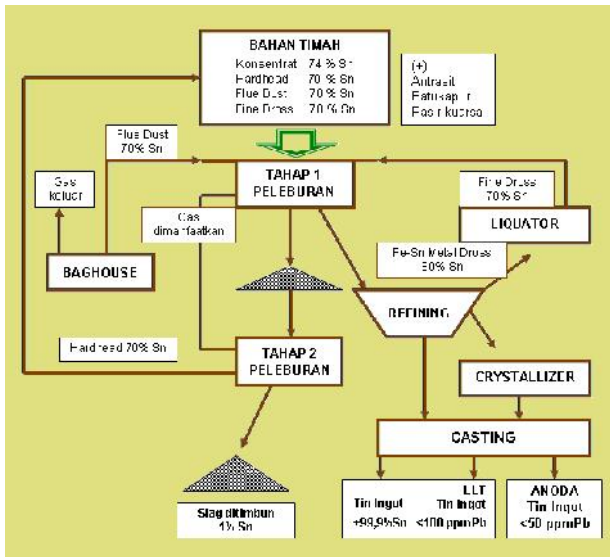 BAHAN TIMAH
Konsentrat 74 % Sn
Hardhead 70 % Sn
Flue Dust 70 % Sn
Fine Dross 70 % Sn
(+)
Antrasit
Batukapur
Pasir kuarsa
Flue Dust
70% Sn
Gas
keluar
TAHAP 1
PELEBURAN
Fine Dross
70% Sn
Gas
dimanfaatkan
LIQUATOR
BAGHOUSE
Fe-Sn Metal Dross
80% Sn
REFINING
Hardhead 70% Sn
TAHAP 2
PELEBURAN
CRYSTALLIZER
CASTING
Slag ditimbun
1% Sn
Tin Ingot
+99,9%Sn
LLT
Tin Ingot
<100 ppmPb
ANODA
Tin Ingot
<50 ppmPb